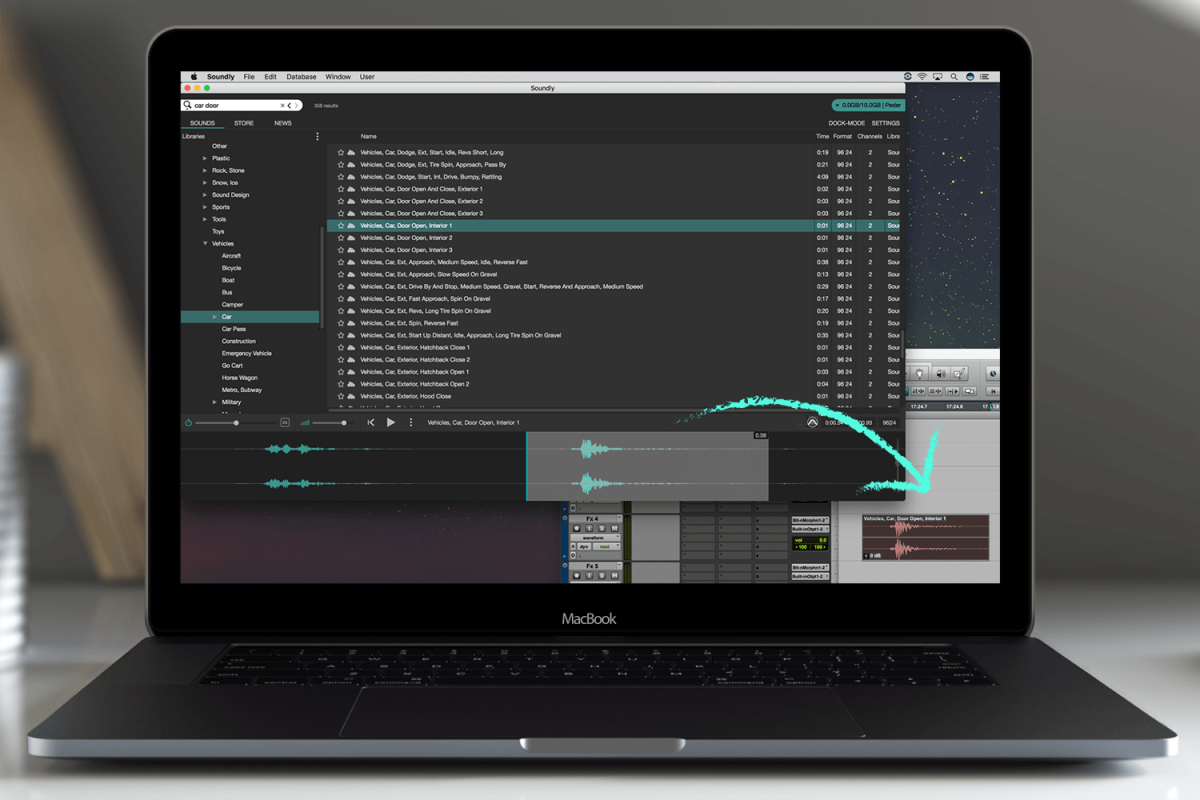 Soundly File Edit Database Window User
Soundly
car door
359 results
0.0GB/10.0GB | Peder
SOUNDS STORE NEWS
DOCK-MODE SETTINGS
Libraries
Name Time Format Channels Libra
Other
Plastic
Rock, Stone
Snow, Ice
Sound Design
Sports
Tools
Toys
Vehicles
Aircraft
Bicycle
Boat
Bus
Camper
Car
Car Pass
Construction
Emergency Vehicle
Go Cart
Horse Wagon
Metro, Subway
Military
Vehicles, Car, Dodge, Ext, Start, Idle, Revs Short, Long 0:19 96 24 2 Sou
Vehicles, Car, Dodge, Ext, Tire Spin, Approach, Pass By 0:21 96 24 2 Sou
Vehicles, Car, Dodge, Start, Int, Drive, Bumpy, Rattling 4:09 96 24 2 Sou
Vehicles, Car, Door Open And Close, Exterior 1 0:02 96 24 2 Sou
Vehicles, Car, Door Open And Close, Exterior 2 0:03 96 24 2 Sou
Vehicles, Car, Door Open And Close, Exterior 3 0:03 96 24 2 Sou
Vehicles, Car, Door Open, Interior 1 0:01 96 24 2 Sou
Vehicles, Car, Door Open, Interior 2 0:01 96 24 2 Sou
Vehicles, Car, Door Open, Interior 3 0:01 96 24 2 Sou
Vehicles, Car, Ext, Approach, Medium Speed, Idle, Reverse Fast 0:38 96 24 2 Sou
Vehicles, Car, Ext, Approach, Slow Speed On Gravel 0:13 96 24 2 Sou
Vehicles, Car, Ext, Drive By And Stop, Medium Speed, Gravel, Start, Reverse And Approach, Medium Speed 0:29 96 24 2 Sou
Vehicles, Car, Ext, Fast Approach, Spin On Gravel 0:17 96 24 2 Sou
Vehicles, Car, Ext, Revs, Long Tire Spin On Gravel 0:20 96 24 2 Sou
Vehicles, Car, Ext, Spin, Reverse Fast 0:19 96 24 2 Sou
Vehicles, Car, Ext, Start Up Distant, Idle, Approach, Long Tire Spin On Gravel 0:35 96 24 2 Sou
Vehicles, Car, Exterior, Hatchback Close 1 0:01 96 24 2 Sou
Vehicles, Car, Exterior, Hatchback Close 2 0:01 96 24 2 Sou
Vehicles, Car, Exterior, Hatchback Open 1 0:03 96 24 2 Sou
Vehicles, Car, Exterior, Hatchback Open 2 0:04 96 24 2 Sou
Vehicles, Car, Exterior, Hood Close 0:01 96 24 2 Sou
17:24.7 17:24.8
Vehicles, Car, Door Open, Interior 1
9624
0.38
Fx 4
waveform
dyn read
vol 0.0
100 100
Fx 5
Vehicles, Car, Door Open, Interior 1
0 dB
MacBook